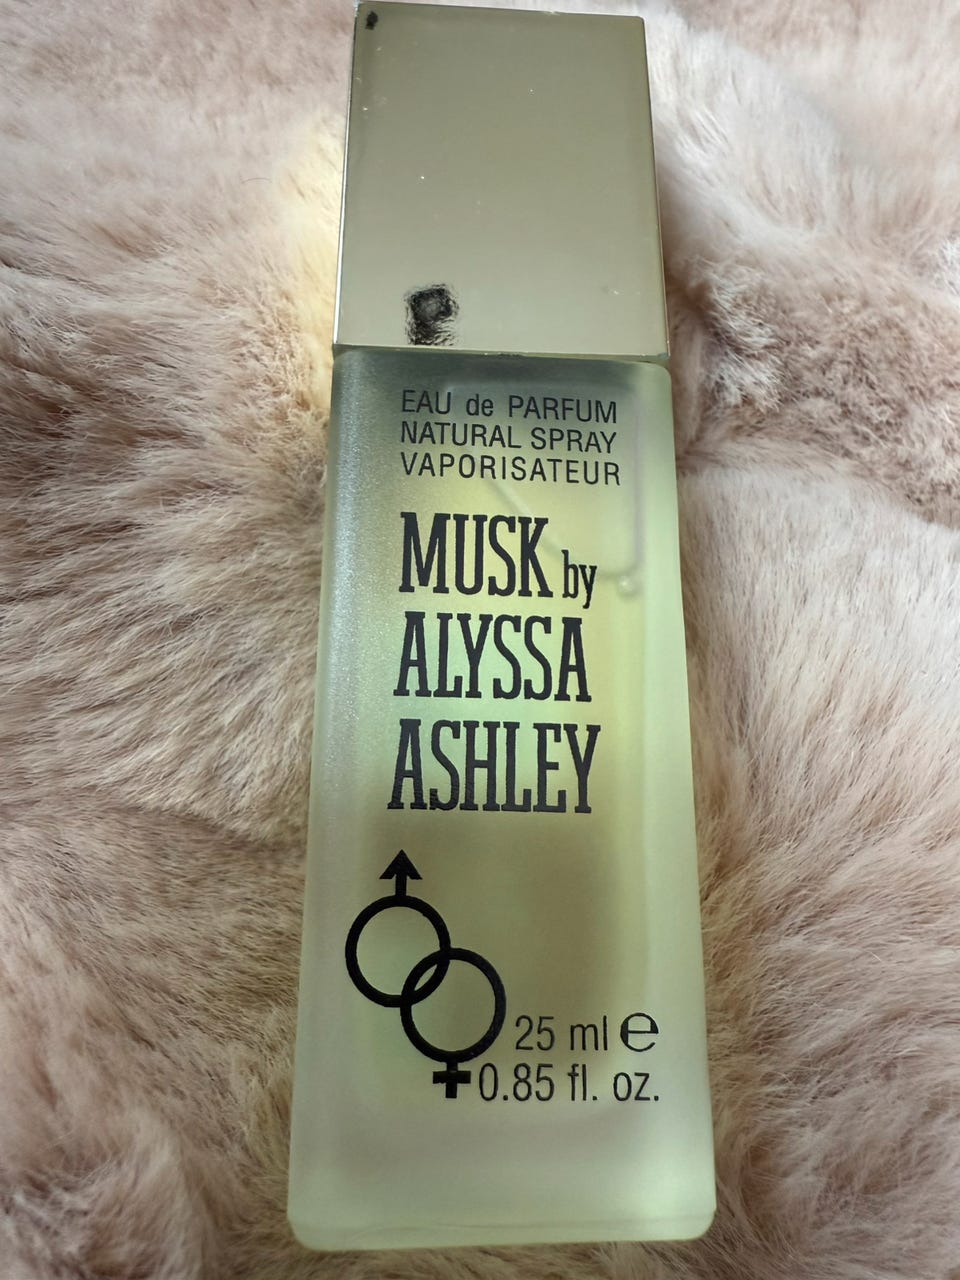 EAU de PARFUM
NATURAL SPRAY
VAPORISATEUR
MUSK by
ALYSSA
ASHLEY
25 ml ℮
0.85 fl. oz.